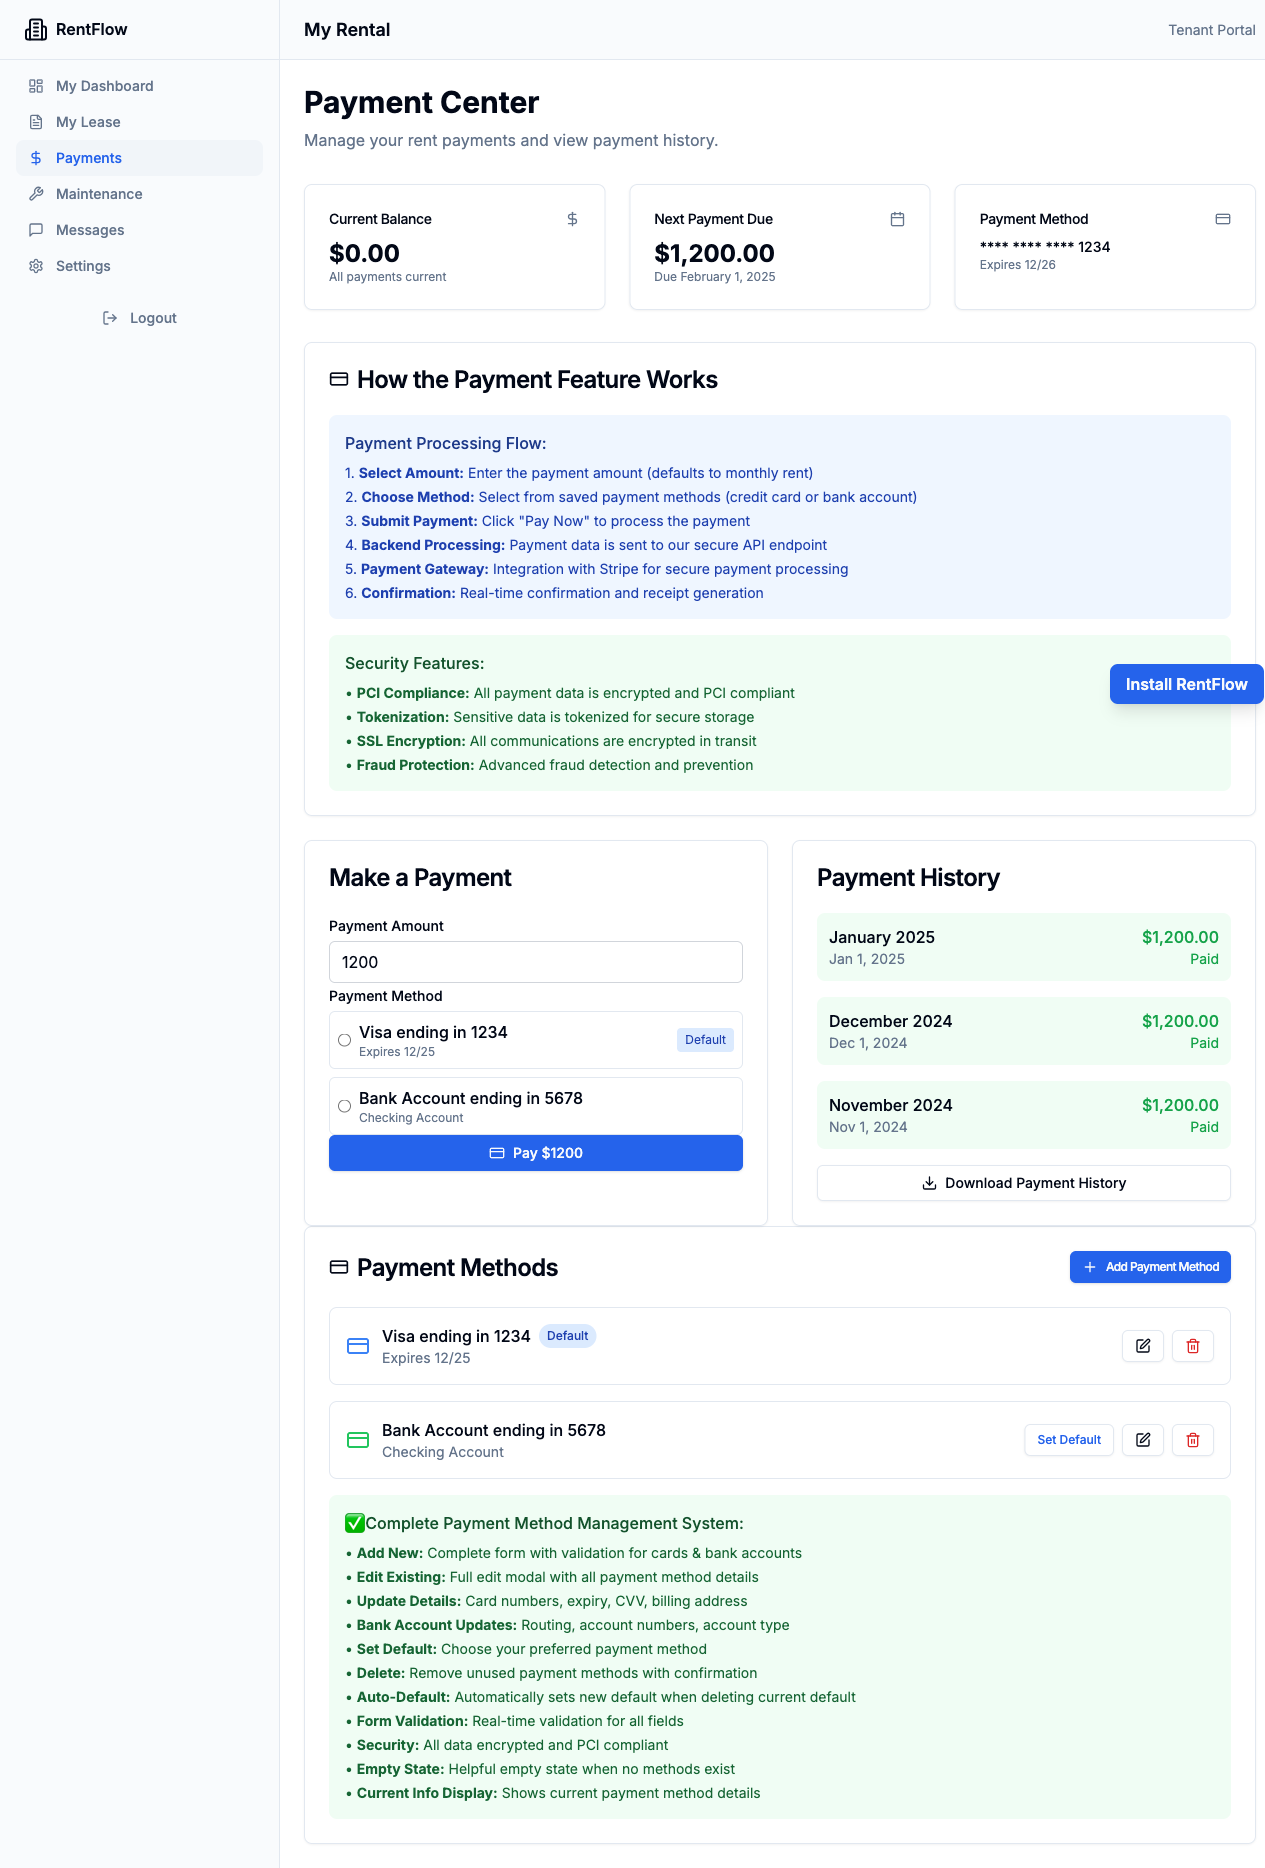 RentFlow
My Rental
Tenant Portal
My Dashboard
My Lease
Payments
Maintenance
Messages
Settings
Logout
Payment Center
Manage your rent payments and view payment history.
Current Balance
$0.00
All payments current
Next Payment Due
$1,200.00
Due February 1, 2025
Payment Method
**** **** **** 1234
Expires 12/26
How the Payment Feature Works
Payment Processing Flow:
1. Select Amount: Enter the payment amount (defaults to monthly rent)
2. Choose Method: Select from saved payment methods (credit card or bank account)
3. Submit Payment: Click "Pay Now" to process the payment
4. Backend Processing: Payment data is sent to our secure API endpoint
5. Payment Gateway: Integration with Stripe for secure payment processing
6. Confirmation: Real-time confirmation and receipt generation
Security Features:
• PCI Compliance: All payment data is encrypted and PCI compliant
• Tokenization: Sensitive data is tokenized for secure storage
• SSL Encryption: All communications are encrypted in transit
• Fraud Protection: Advanced fraud detection and prevention
Install RentFlow
Make a Payment
Payment Amount
1200
Payment Method
Visa ending in 1234
Expires 12/25
Default
Bank Account ending in 5678
Checking Account
Pay $1200
Payment History
January 2025
$1,200.00
Jan 1, 2025
Paid
December 2024
$1,200.00
Dec 1, 2024
Paid
November 2024
$1,200.00
Nov 1, 2024
Paid
Download Payment History
Payment Methods
Add Payment Method
Visa ending in 1234
Default
Expires 12/25
Bank Account ending in 5678
Checking Account
Set Default
✅Complete Payment Method Management System:
• Add New: Complete form with validation for cards & bank accounts
• Edit Existing: Full edit modal with all payment method details
• Update Details: Card numbers, expiry, CVV, billing address
• Bank Account Updates: Routing, account numbers, account type
• Set Default: Choose your preferred payment method
• Delete: Remove unused payment methods with confirmation
• Auto-Default: Automatically sets new default when deleting current default
• Form Validation: Real-time validation for all fields
• Security: All data encrypted and PCI compliant
• Empty State: Helpful empty state when no methods exist
• Current Info Display: Shows current payment method details